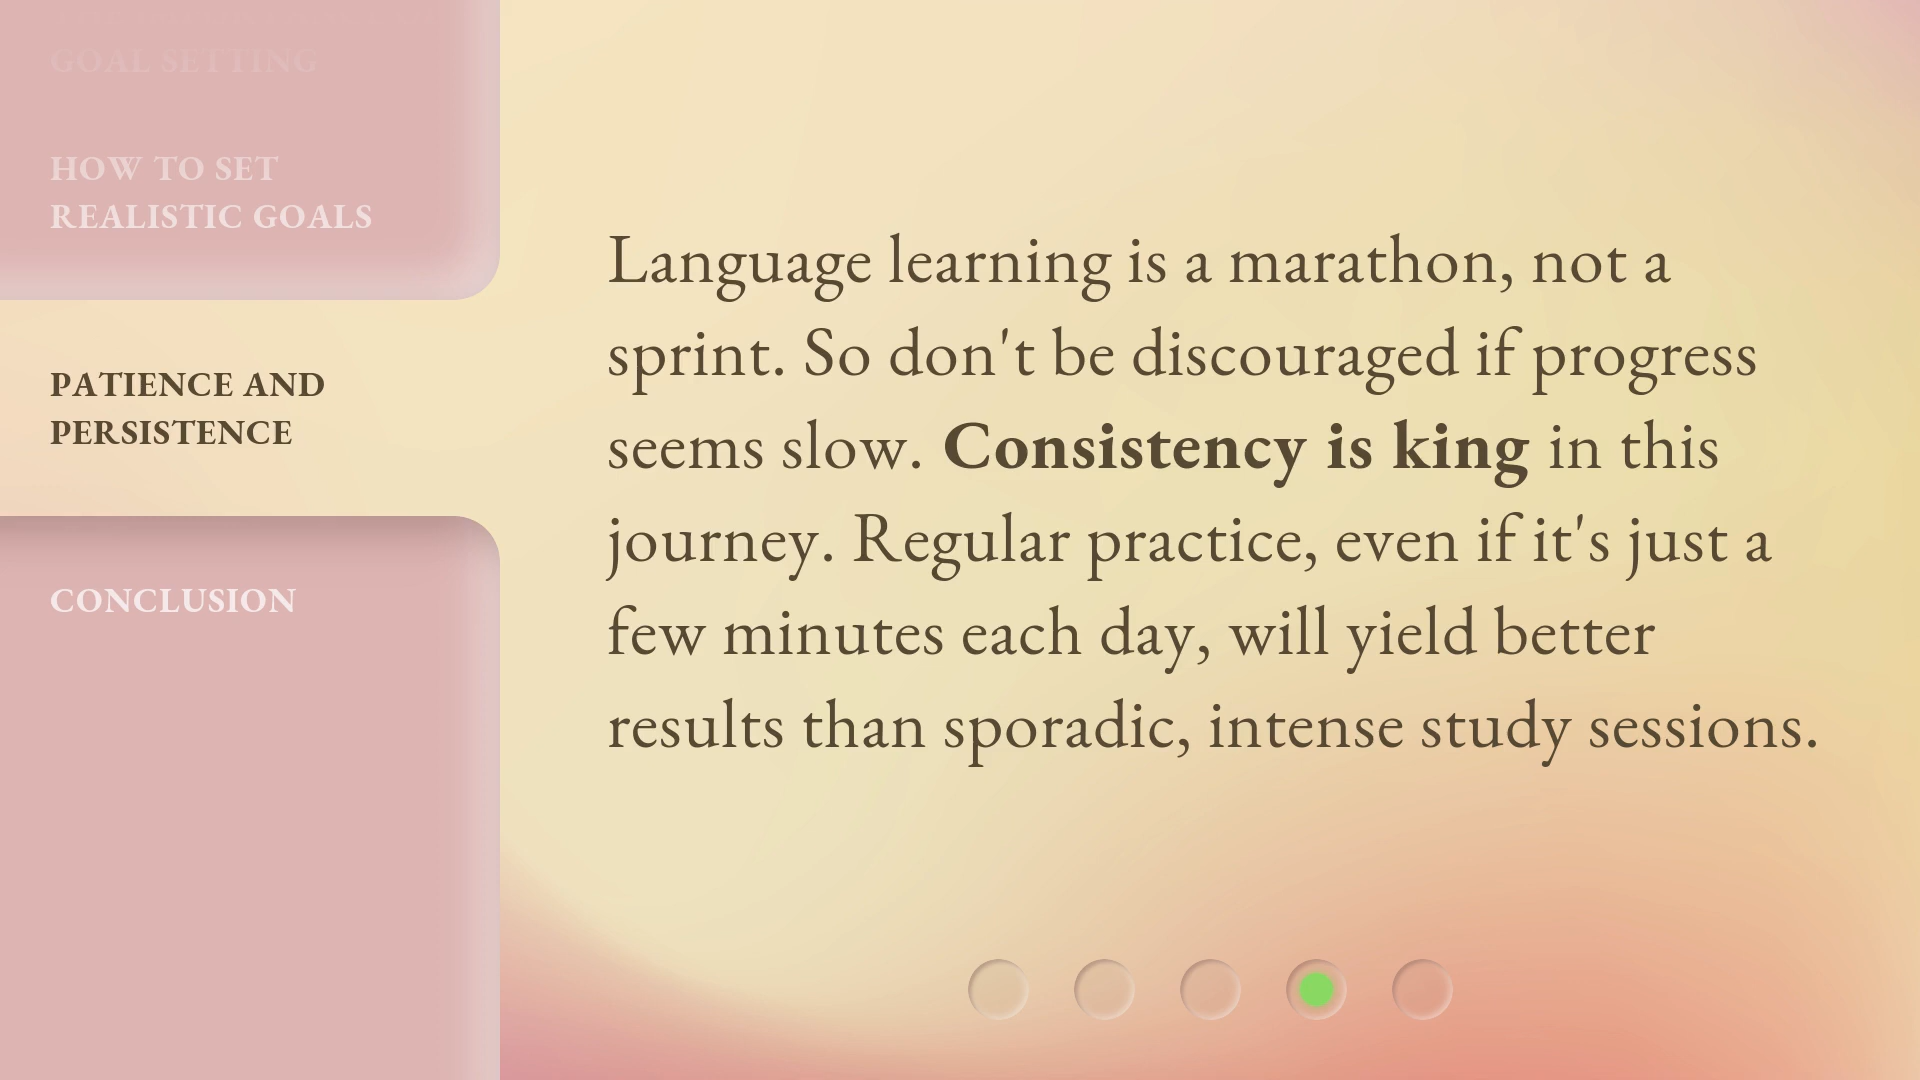 GOAL SETTING
HOW TO SET
REALISTIC GOALS
PATIENCE AND
PERSISTENCE
CONCLUSION
Language learning is a marathon, not a
sprint. So don't be discouraged if progress
seems slow. Consistency is king in this
journey. Regular practice, even if it's just a
few minutes each day, will yield better
results than sporadic, intense study sessions.